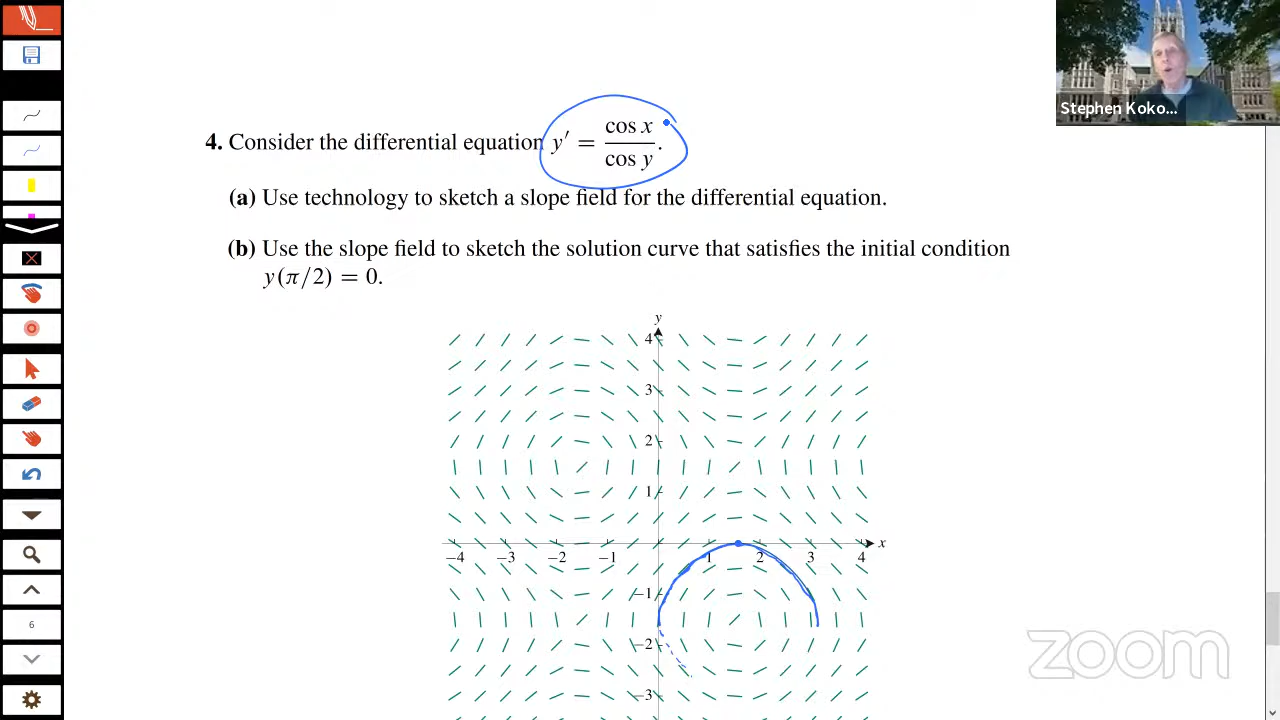 Stephen Koko...
4. Consider the differential equation y′ = cos x / cos y.
(a) Use technology to sketch a slope field for the differential equation.
(b) Use the slope field to sketch the solution curve that satisfies the initial condition
y(π/2) = 0.
y
4
3
2
1
−4 −3 −2 −1 1 2 3 4 x
−1
−2
−3
6
zoom